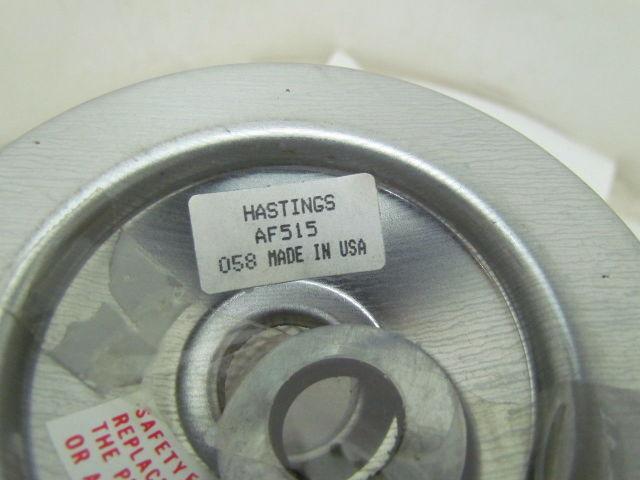 HASTINGS
AF515
058 MADE IN USA
SAFETY
REPLAC
THE P
OR A